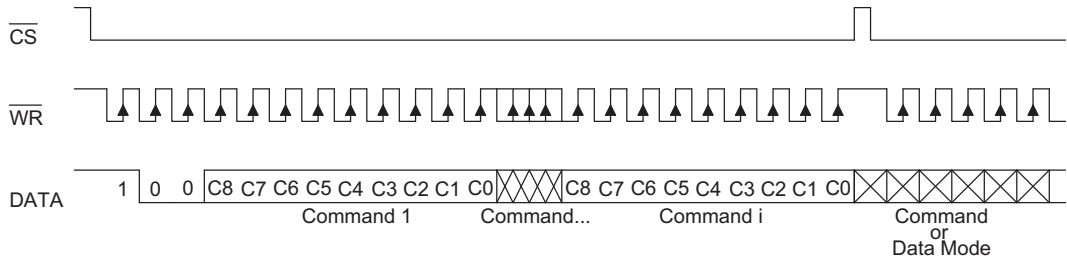 CS
WR
DATA 1 0 0 C8 C7 C6 C5 C4 C3 C2 C1 C0 C8 C7 C6 C5 C4 C3 C2 C1 C0
Command 1 Command... Command i Command
or
Data Mode